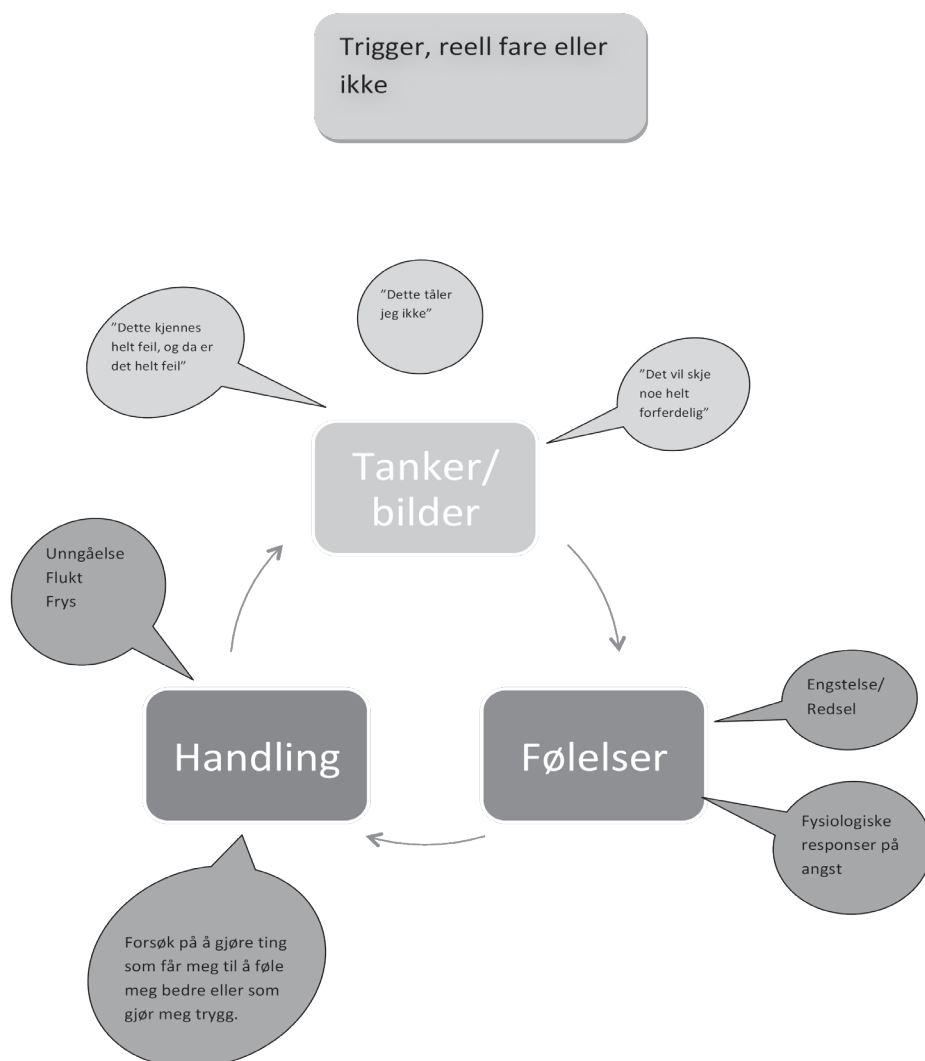 Trigger, reell fare eller
ikke
”Dette tåler
jeg ikke”
”Dette kjennes
helt feil, og da er
det helt feil”
”Det vil skje
noe helt
forferdelig”
Tanker/
bilder
Unngåelse
Flukt
Frys
Engstelse/
Redsel
Handling
Følelser
Fysiologiske
responser på
angst
Forsøk på å gjøre ting
som får meg til å føle
meg bedre eller som
gjør meg trygg.